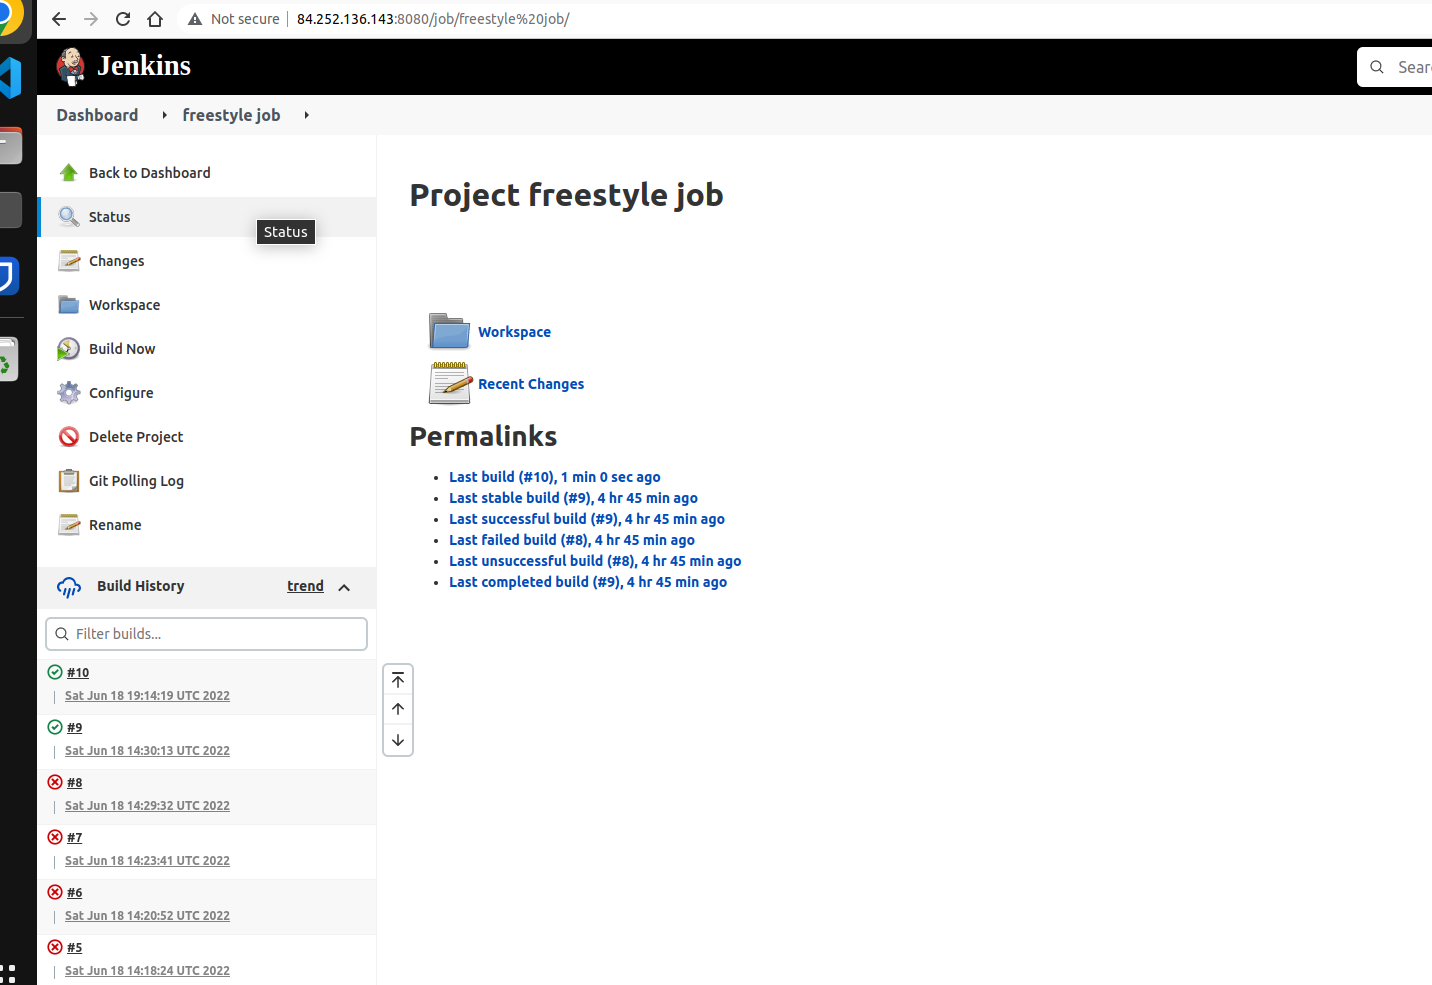 Not secure
84.252.136.143:8080/job/freestyle%20job/
Jenkins
Sear
Dashboard
freestyle job
Back to Dashboard
Status
Status
Changes
Workspace
Build Now
Configure
Delete Project
Git Polling Log
Rename
Build History
trend
Filter builds...
#10
Sat Jun 18 19:14:19 UTC 2022
#9
Sat Jun 18 14:30:13 UTC 2022
#8
Sat Jun 18 14:29:32 UTC 2022
#7
Sat Jun 18 14:23:41 UTC 2022
#6
Sat Jun 18 14:20:52 UTC 2022
#5
Sat Jun 18 14:18:24 UTC 2022
Project freestyle job
Workspace
Recent Changes
Permalinks
Last build (#10), 1 min 0 sec ago
Last stable build (#9), 4 hr 45 min ago
Last successful build (#9), 4 hr 45 min ago
Last failed build (#8), 4 hr 45 min ago
Last unsuccessful build (#8), 4 hr 45 min ago
Last completed build (#9), 4 hr 45 min ago